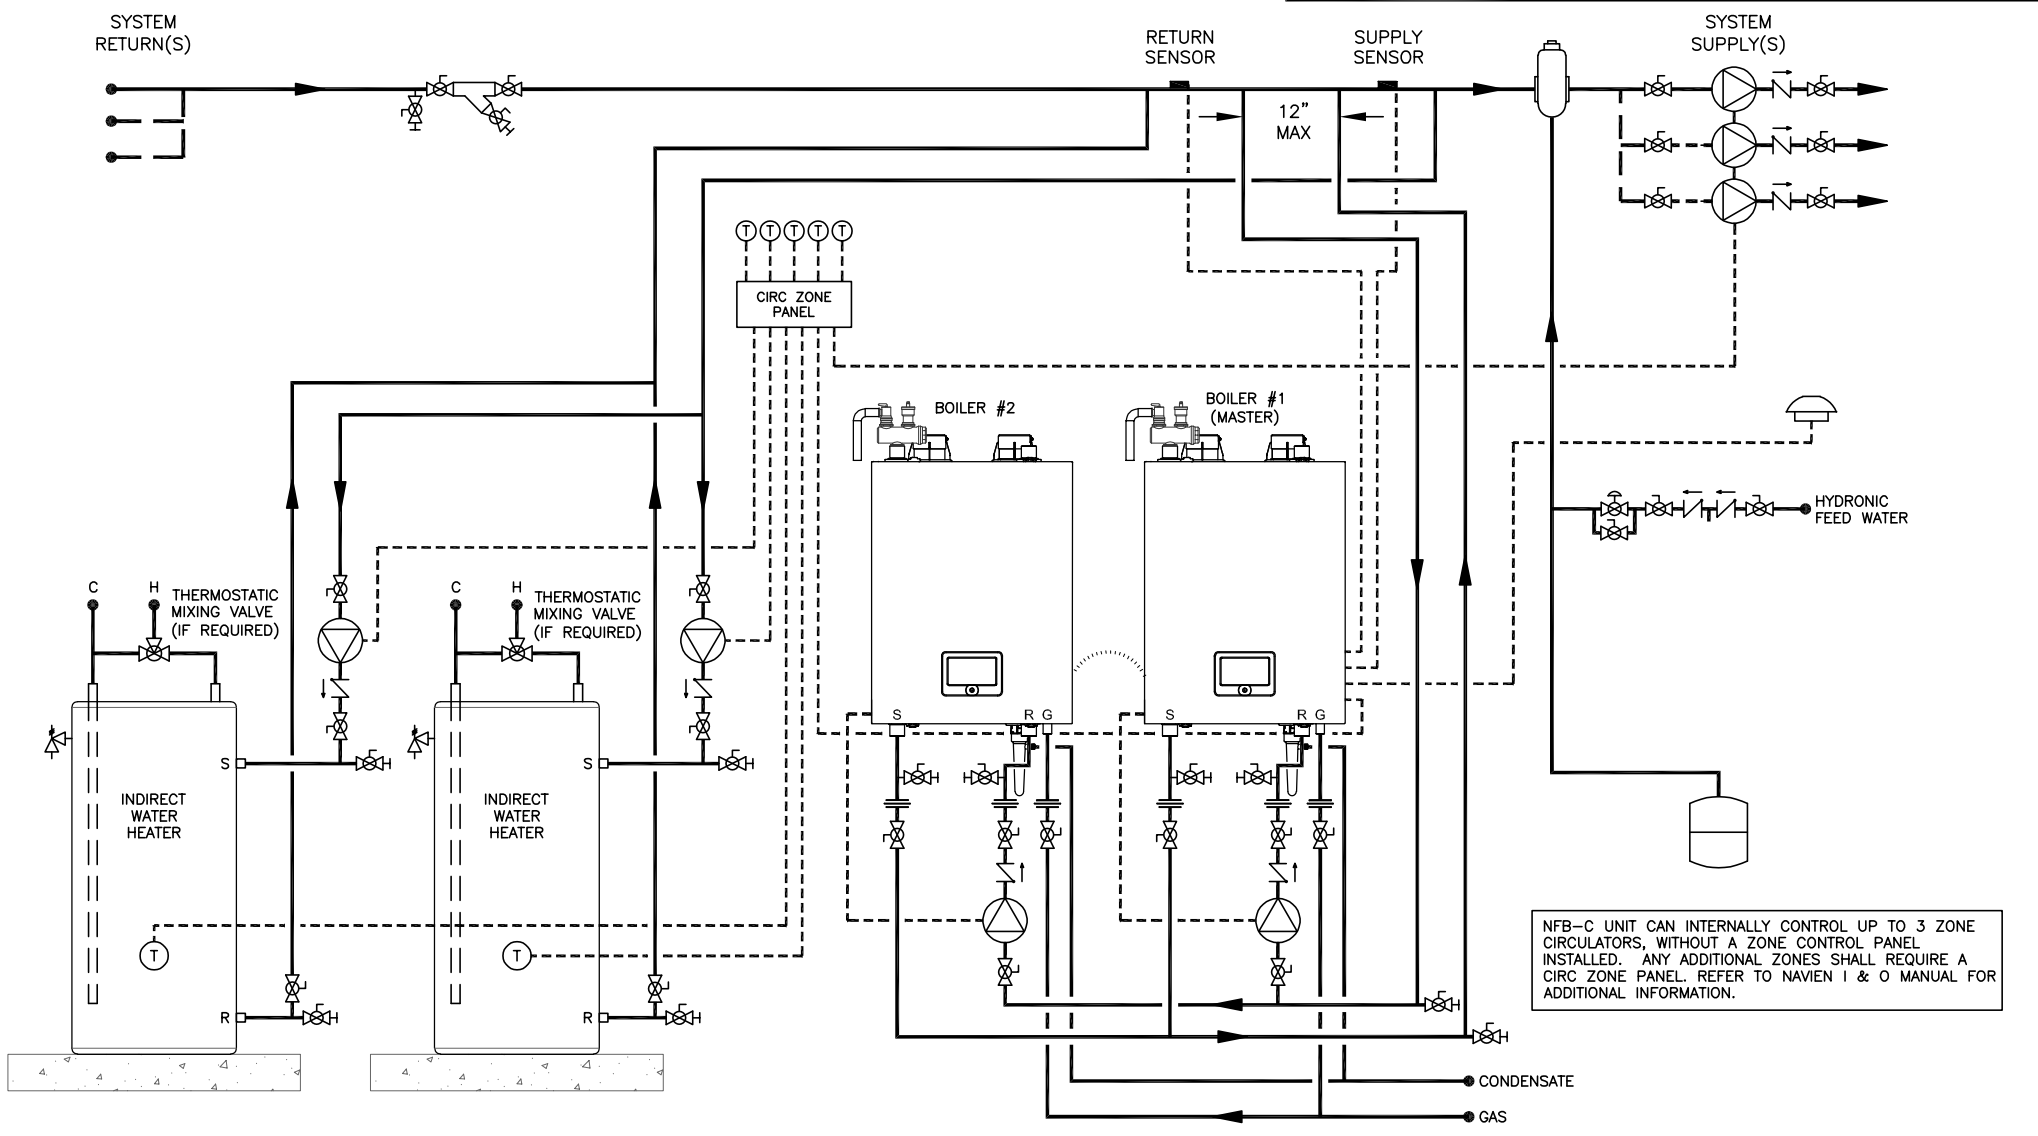 SYSTEM
RETURN(S)
RETURN
SENSOR
SUPPLY
SENSOR
SYSTEM
SUPPLY(S)
12"
MAX
T T T T T
CIRC ZONE
PANEL
BOILER #2
BOILER #1
(MASTER)
HYDRONIC
FEED WATER
C H
THERMOSTATIC
MIXING VALVE
(IF REQUIRED)
C H
THERMOSTATIC
MIXING VALVE
(IF REQUIRED)
S R G
S R G
S
S
INDIRECT
WATER
HEATER
INDIRECT
WATER
HEATER
T
T
R
R
NFB-C UNIT CAN INTERNALLY CONTROL UP TO 3 ZONE
CIRCULATORS, WITHOUT A ZONE CONTROL PANEL
INSTALLED. ANY ADDITIONAL ZONES SHALL REQUIRE A
CIRC ZONE PANEL. REFER TO NAVIEN I & O MANUAL FOR
ADDITIONAL INFORMATION.
CONDENSATE
GAS